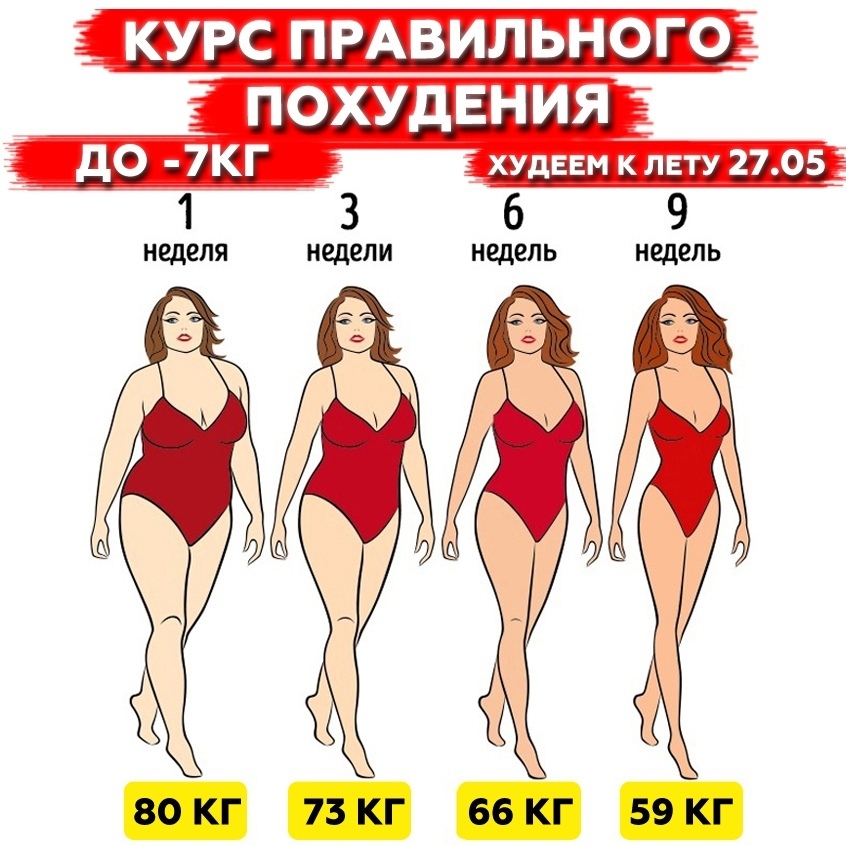 КУРС ПРАВИЛЬНОГО
ПОХУДЕНИЯ
ДО -7КГ
ХУДЕЕМ К ЛЕТУ 27.05
1 3 6 9
неделя недели недель недель
80 КГ 73 КГ 66 КГ 59 КГ